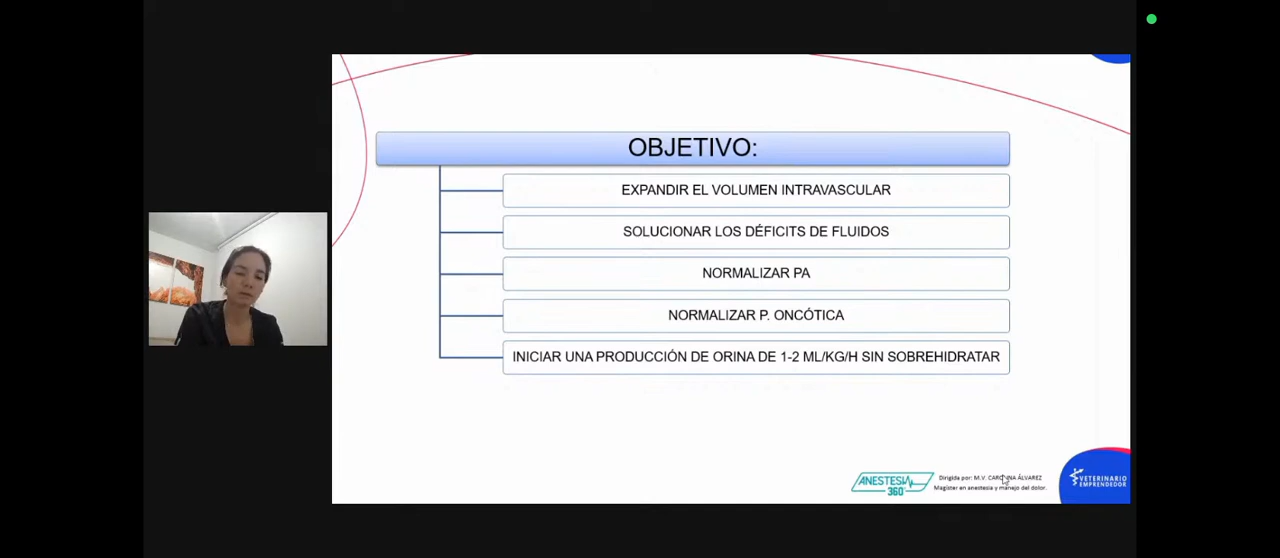 OBJETIVO:
EXPANDIR EL VOLUMEN INTRAVASCULAR
SOLUCIONAR LOS DÉFICITS DE FLUIDOS
NORMALIZAR PA
NORMALIZAR P. ONCÓTICA
INICIAR UNA PRODUCCIÓN DE ORINA DE 1-2 ML/KG/H SIN SOBREHIDRATAR
ANESTESIA
360°
Dirigida por: M.V. CAROLINA ÁLVAREZ
Magíster en anestesia y manejo del dolor.
VETERINARIO
EMPRENDEDOR